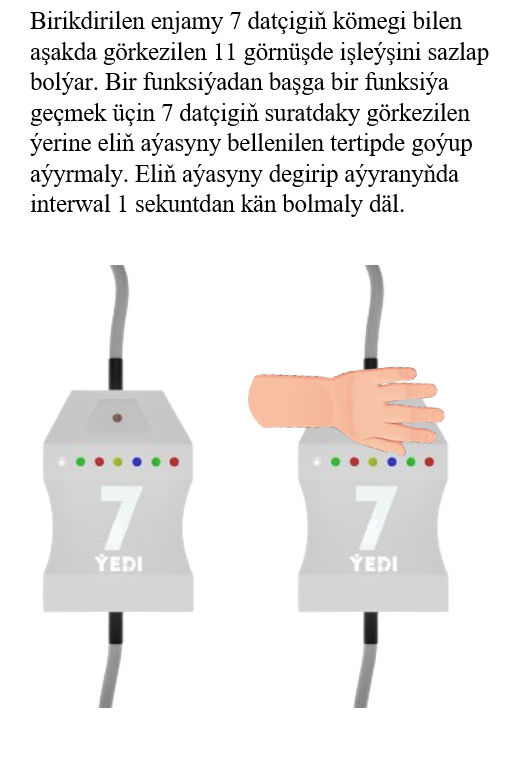 Birikdirilen enjamy 7 datçigiň kömegi bilen
aşakda görkezilen 11 görnüşde işleýşini sazlap
bolýar. Bir funksiýadan başga bir funksiýa
geçmek üçin 7 datçigiň suratdaky görkezilen
ýerine eliň aýasyny bellenilen tertipde goýup
aýyrmaly. Eliň aýasyny degirip aýyranyňda
interwal 1 sekuntdan kän bolmaly däl.
7 7
ÝEDI ÝEDI